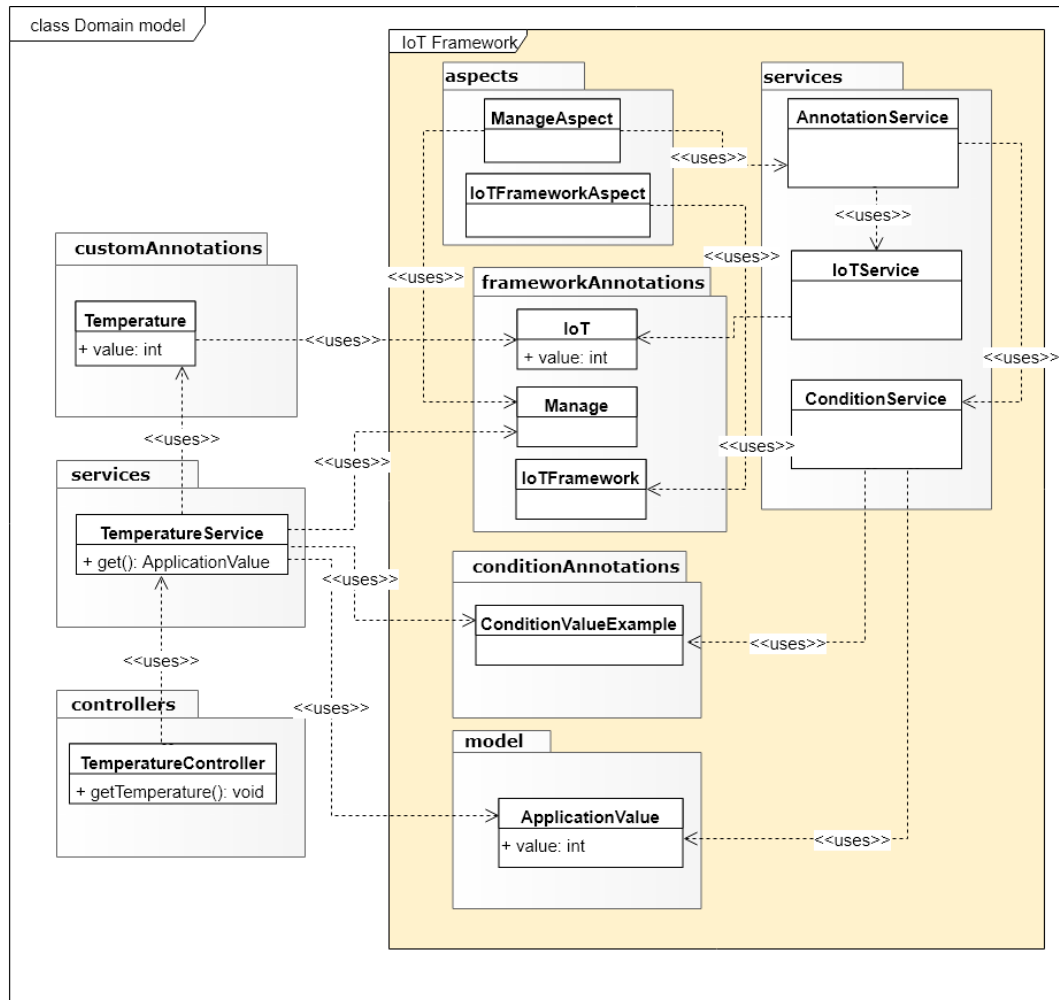 class Domain model
IoT Framework
aspects
services
ManageAspect
AnnotationService
<<uses>>
IoTFrameworkAspect
<<uses>>
customAnnotations
<<uses>>
<<uses>>
frameworkAnnotations
IoTService
Temperature
+ value: int
<<uses>>
IoT
+ value: int
<<uses>>
Manage
ConditionService
<<uses>>
<<uses>>
<<uses>>
services
IoTFramework
TemperatureService
+ get(): ApplicationValue
<<uses>>
conditionAnnotations
ConditionValueExample
<<uses>>
<<uses>>
controllers
<<uses>>
model
TemperatureController
+ getTemperature(): void
ApplicationValue
+ value: int
<<uses>>